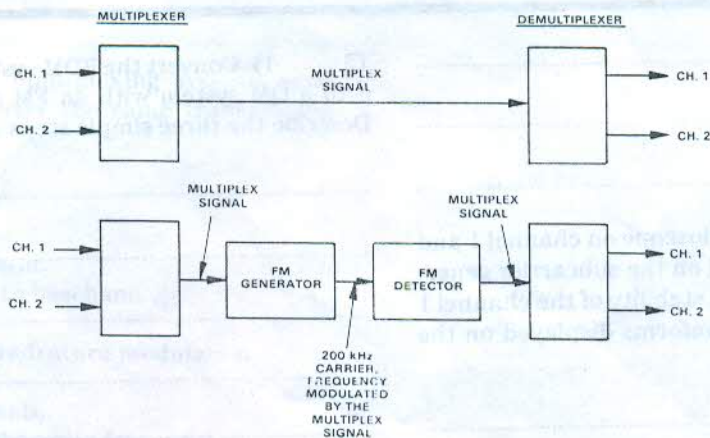 MULTIPLEXER
DEMULTIPLEXER
CH. 1
CH. 2
MULTIPLEX
SIGNAL
CH. 1
CH. 2
MULTIPLEX
SIGNAL
MULTIPLEX
SIGNAL
CH. 1
CH. 2
FM
GENERATOR
FM
DETECTOR
CH. 1
CH. 2
200 kHz
CARRIER,
FREQUENCY
MODULATED
BY THE
MULTIPLEX
SIGNAL